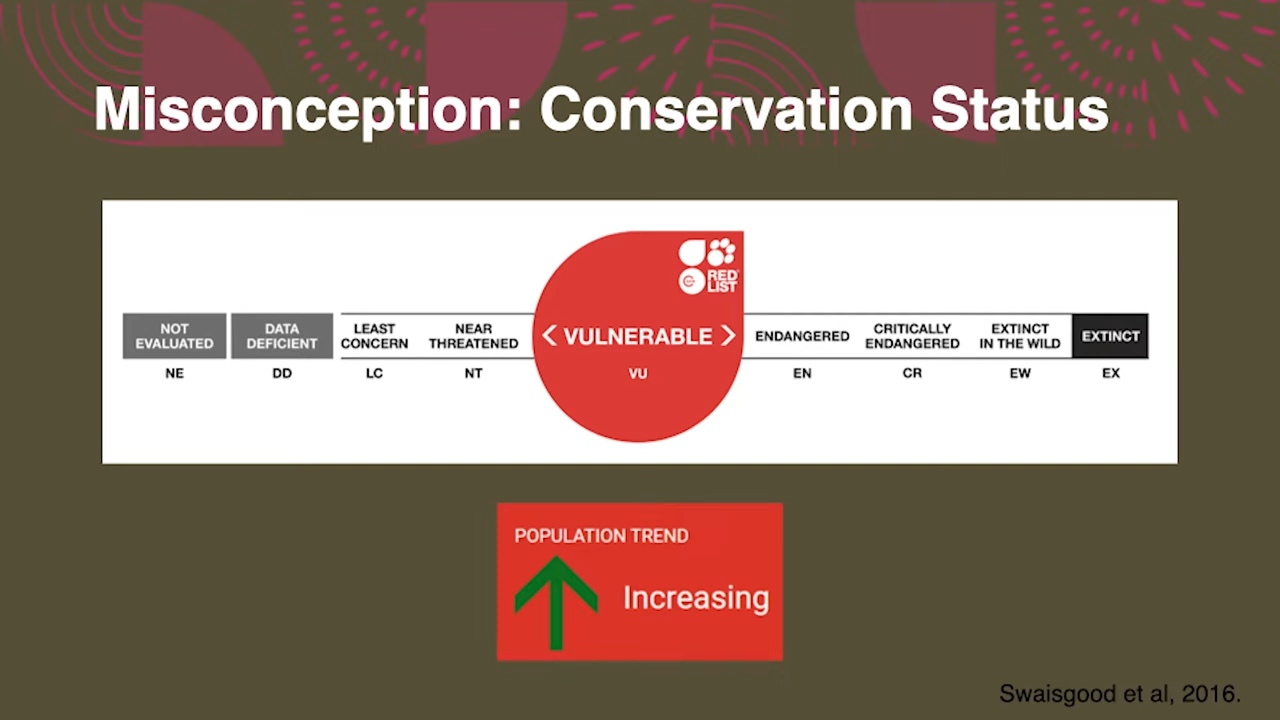 Misconception: Conservation Status
RED
LIST
NOT
EVALUATED
DATA
DEFICIENT
LEAST
CONCERN
NEAR
THREATENED
< VULNERABLE >
ENDANGERED
CRITICALLY
ENDANGERED
EXTINCT
IN THE WILD
EXTINCT
NE
DD
LC
NT
VU
EN
CR
EW
EX
POPULATION TREND
Increasing
Swaisgood et al, 2016.